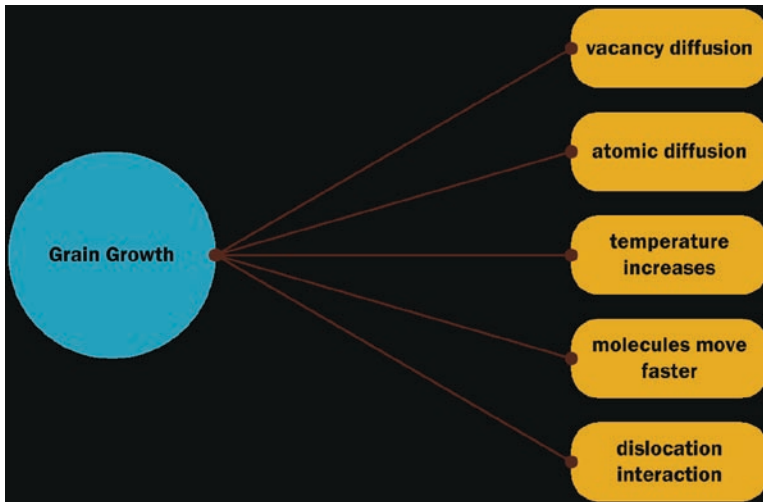 Grain Growth
vacancy diffusion
atomic diffusion
temperature
increases
molecules move
faster
dislocation
interaction